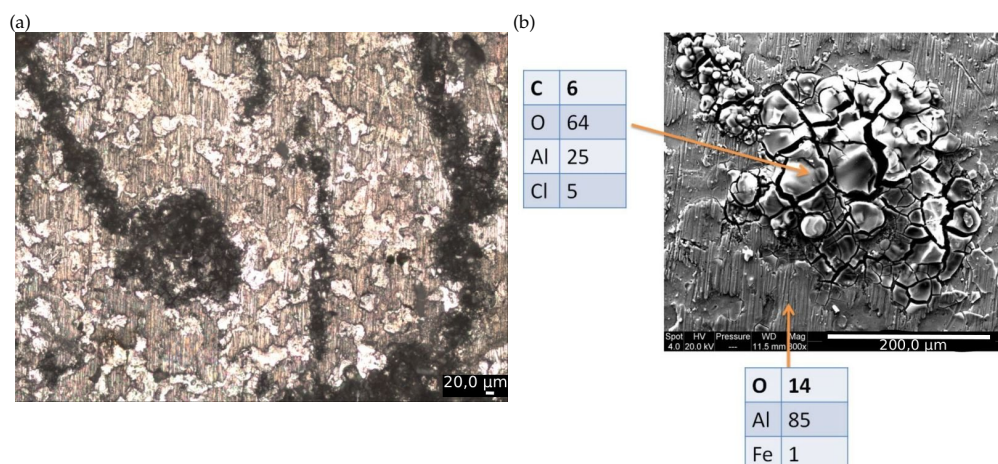 (a)
(b)
C 6
O 64
Al 25
Cl 5
20,0 µm
Spot HV Pressure WD Mag
4.0 20.0 kV --- 11.5 mm 300x
200,0 µm
O 14
Al 85
Fe 1